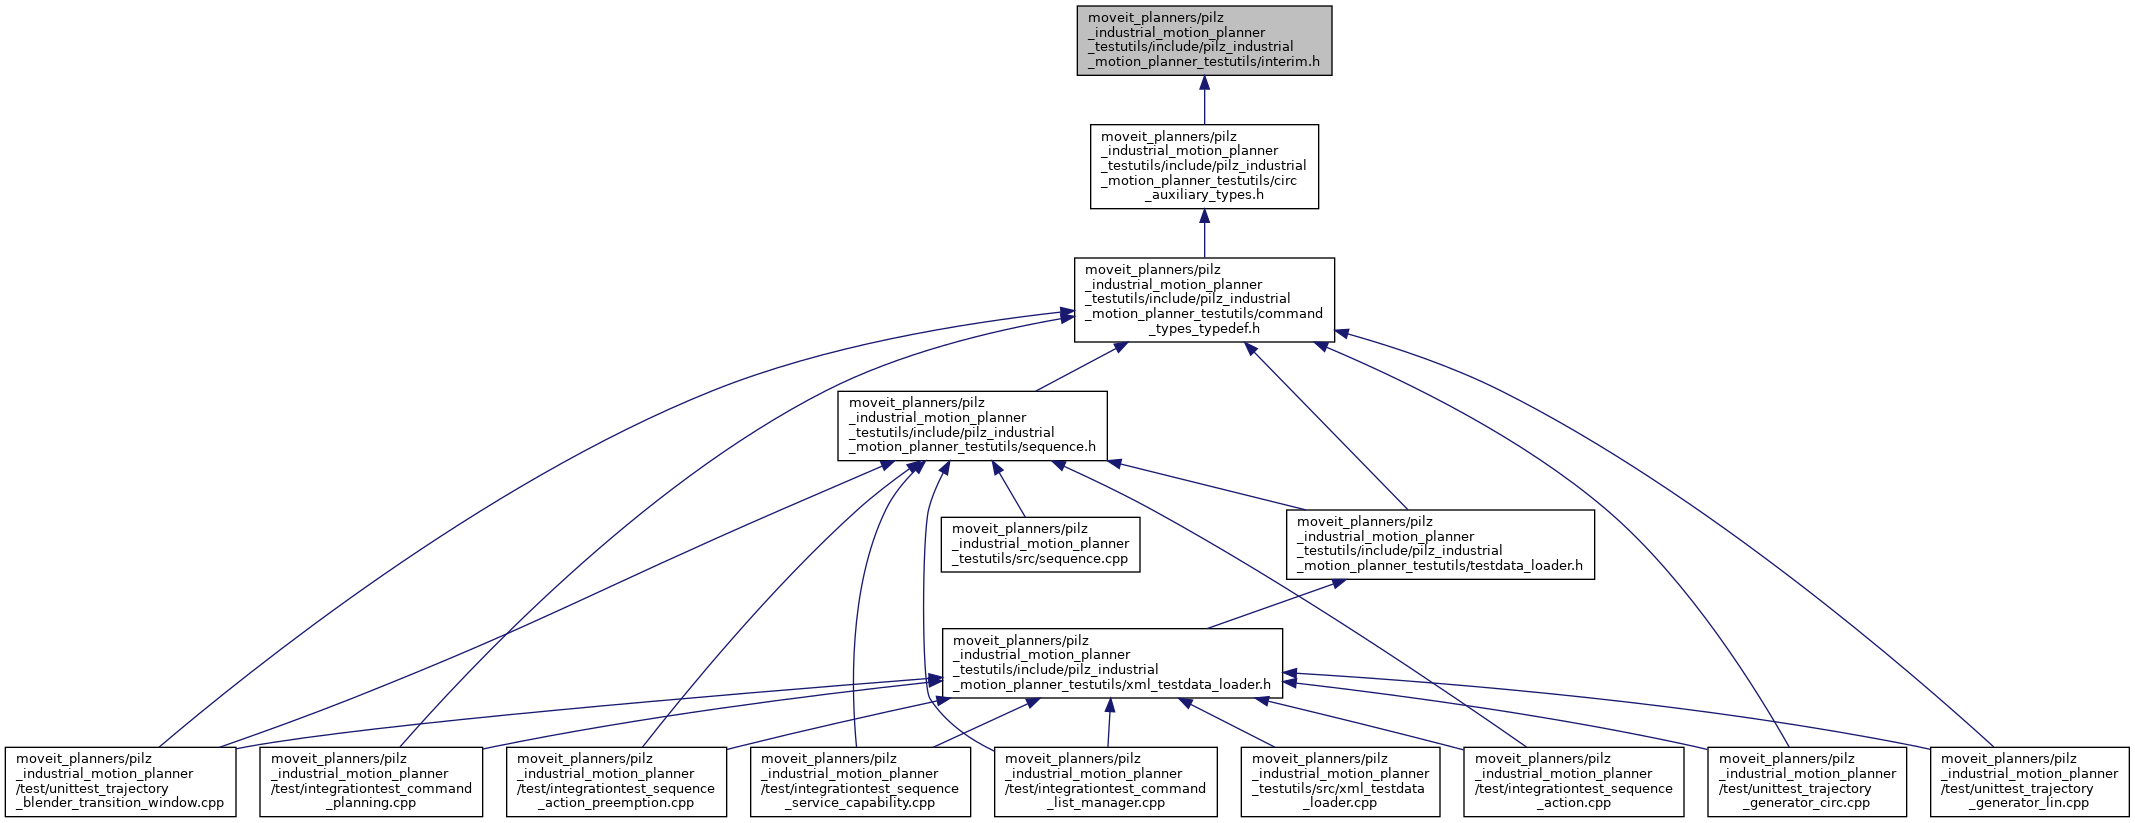 moveit_planners/pilz
_industrial_motion_planner
_testutils/include/pilz_industrial
_motion_planner_testutils/interim.h
moveit_planners/pilz
_industrial_motion_planner
_testutils/include/pilz_industrial
_motion_planner_testutils/circ
_auxiliary_types.h
moveit_planners/pilz
_industrial_motion_planner
_testutils/include/pilz_industrial
_motion_planner_testutils/command
_types_typedef.h
moveit_planners/pilz
_industrial_motion_planner
_testutils/include/pilz_industrial
_motion_planner_testutils/sequence.h
moveit_planners/pilz
_industrial_motion_planner
_testutils/src/sequence.cpp
moveit_planners/pilz
_industrial_motion_planner
_testutils/include/pilz_industrial
_motion_planner_testutils/testdata_loader.h
moveit_planners/pilz
_industrial_motion_planner
_testutils/include/pilz_industrial
_motion_planner_testutils/xml_testdata_loader.h
moveit_planners/pilz
_industrial_motion_planner
/test/unittest_trajectory
_blender_transition_window.cpp
moveit_planners/pilz
_industrial_motion_planner
/test/integrationtest_command
_planning.cpp
moveit_planners/pilz
_industrial_motion_planner
/test/integrationtest_sequence
_action_preemption.cpp
moveit_planners/pilz
_industrial_motion_planner
/test/integrationtest_sequence
_service_capability.cpp
moveit_planners/pilz
_industrial_motion_planner
/test/integrationtest_command
_list_manager.cpp
moveit_planners/pilz
_industrial_motion_planner
_testutils/src/xml_testdata
_loader.cpp
moveit_planners/pilz
_industrial_motion_planner
/test/integrationtest_sequence
_action.cpp
moveit_planners/pilz
_industrial_motion_planner
/test/unittest_trajectory
_generator_circ.cpp
moveit_planners/pilz
_industrial_motion_planner
/test/unittest_trajectory
_generator_lin.cpp